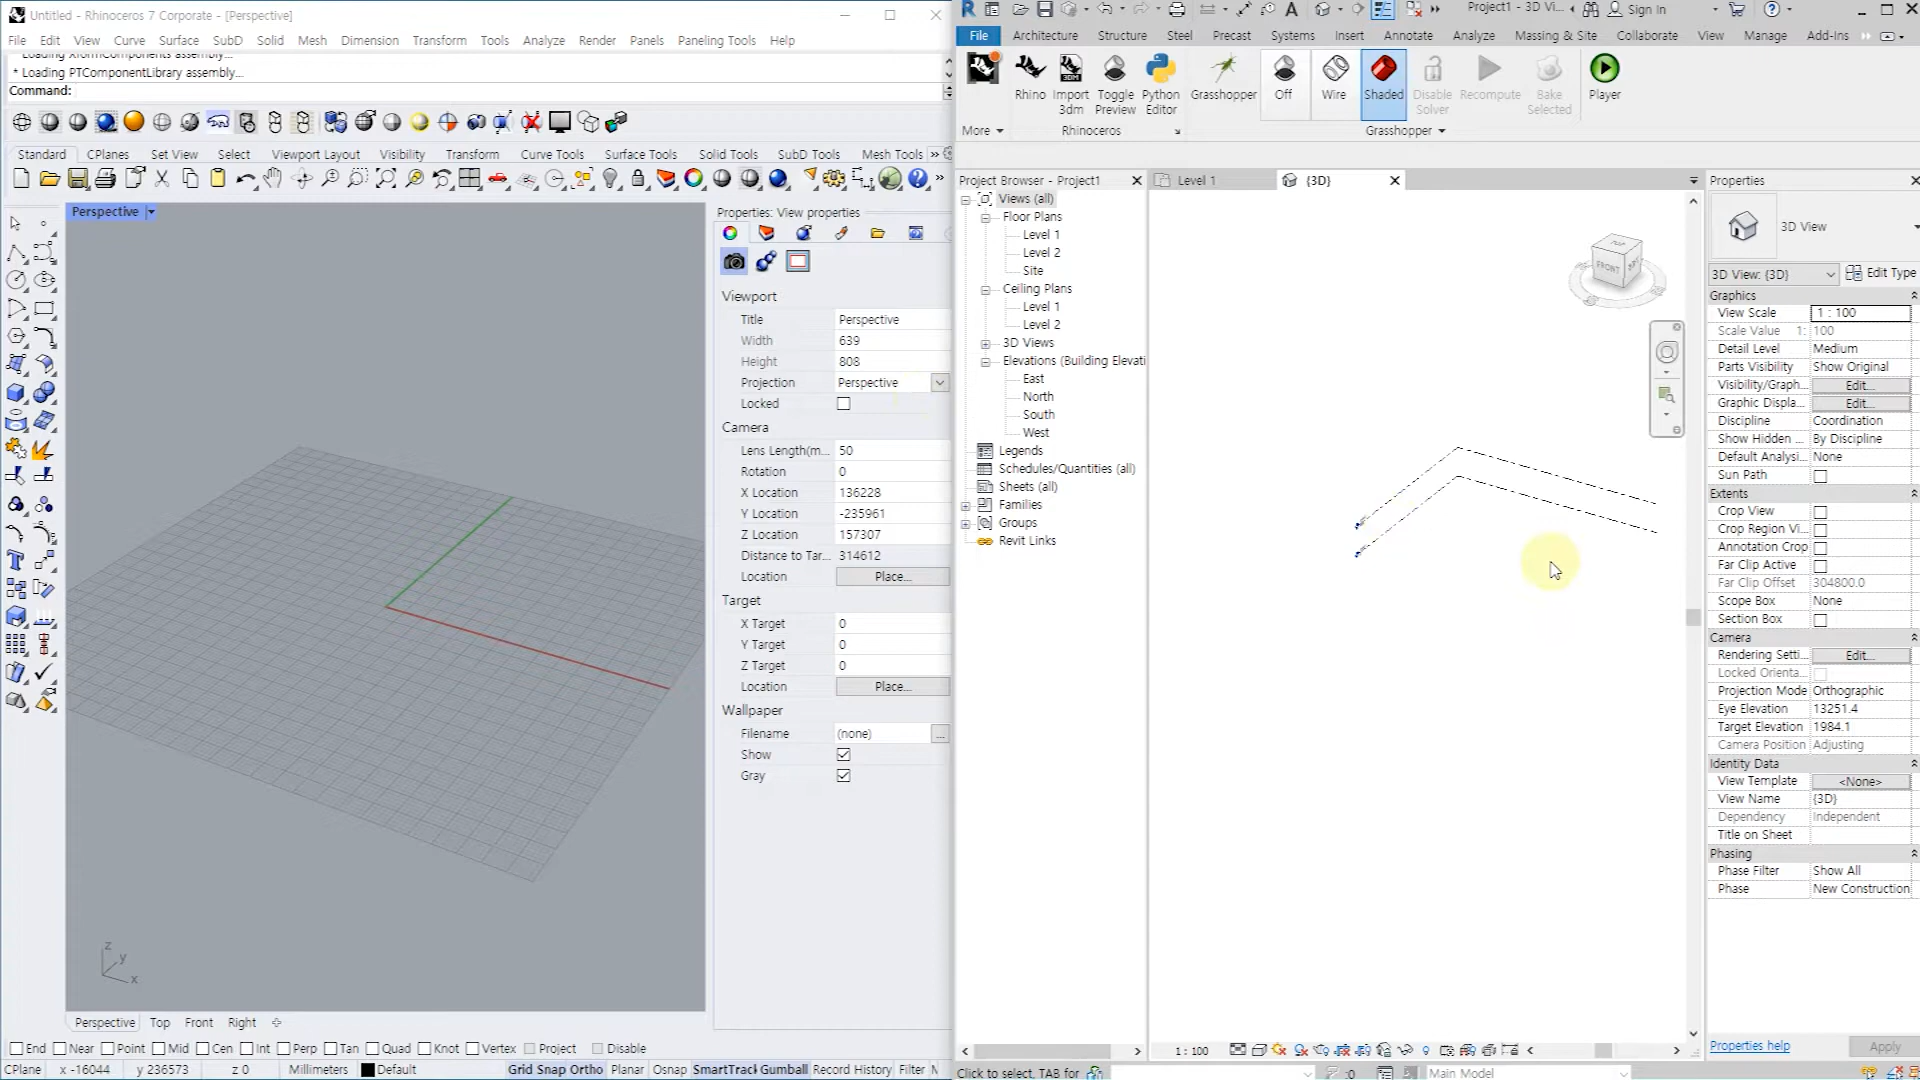 Untitled - Rhinoceros 7 Corporate - [Perspective]
File Edit View Curve Surface SubD Solid Mesh Dimension Transform Tools Analyze Render Panels Paneling Tools Help
* Loading PTComponentLibrary assembly...
Command:
Standard CPlanes Set View Select Viewport Layout Visibility Transform Curve Tools Surface Tools Solid Tools SubD Tools Mesh Tools »
Perspective
Properties: View properties
Viewport
Title Perspective
Width 639
Height 808
Projection Perspective
Locked
Camera
Lens Length(m... 50
Rotation 0
X Location 136228
Y Location -235961
Z Location 157307
Distance to Tar... 314612
Location Place...
Target
X Target 0
Y Target 0
Z Target 0
Location Place...
Wallpaper
Filename (none) ...
Show
Gray
z
y
x
Perspective Top Front Right
End Near Point Mid Cen Int Perp Tan Quad Knot Vertex Project Disable
CPlane x -16044 y 236573 z 0 Millimeters Default Grid Snap Ortho Planar Osnap SmartTrack Gumball Record History Filter M
Project1 - 3D Vi... Sign In
File Architecture Structure Steel Precast Systems Insert Annotate Analyze Massing & Site Collaborate View Manage Add-Ins
Rhino Import 3dm Toggle Preview Python Editor Grasshopper Off Wire Shaded Disable Solver Recompute Bake Selected Player
More Rhinoceros Grasshopper
Project Browser - Project1
Views (all)
Floor Plans
Level 1
Level 2
Site
Ceiling Plans
Level 1
Level 2
3D Views
Elevations (Building Elevati
East
North
South
West
Legends
Schedules/Quantities (all)
Sheets (all)
Families
Groups
Revit Links
Level 1 {3D}
TOP
FRONT
Properties
3D View
3D View: {3D} Edit Type
Graphics
View Scale 1 : 100
Scale Value 1: 100
Detail Level Medium
Parts Visibility Show Original
Visibility/Graph... Edit...
Graphic Displa... Edit...
Discipline Coordination
Show Hidden ... By Discipline
Default Analysi... None
Sun Path
Extents
Crop View
Crop Region Vi...
Annotation Crop
Far Clip Active
Far Clip Offset 304800.0
Scope Box None
Section Box
Camera
Rendering Setti... Edit...
Locked Orienta...
Projection Mode Orthographic
Eye Elevation 13251.4
Target Elevation 1984.1
Camera Position Adjusting
Identity Data
View Template <None>
View Name {3D}
Dependency Independent
Title on Sheet
Phasing
Phase Filter Show All
Phase New Construction
Properties help Apply
1 : 100
Click to select, TAB for :0 Main Model